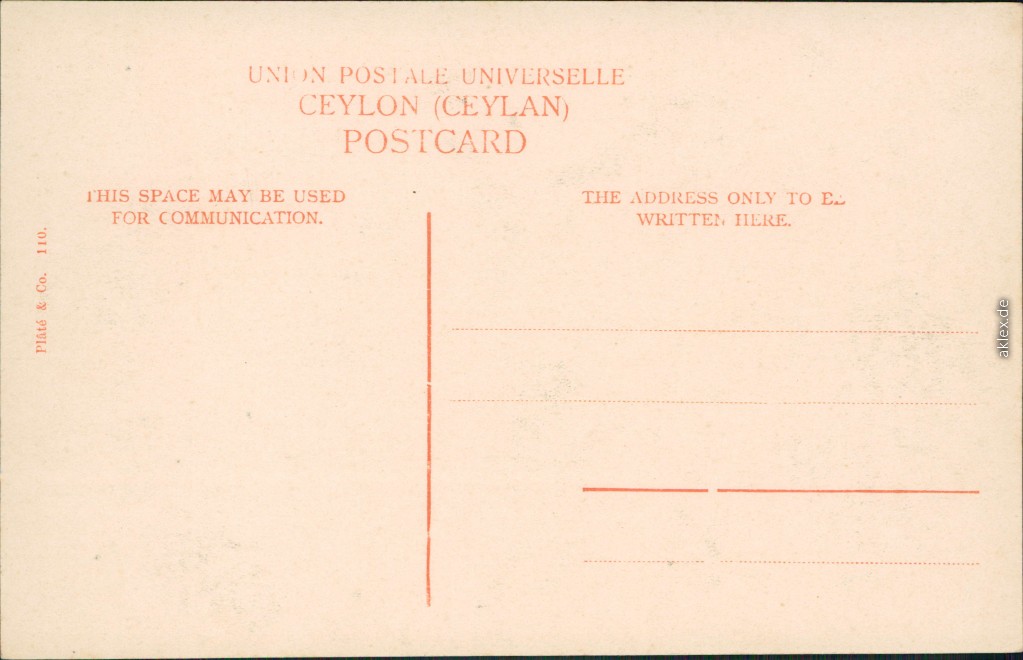 UNION POSTALE UNIVERSELLE
CEYLON (CEYLAN)
POSTCARD
THIS SPACE MAY BE USED
FOR COMMUNICATION.
THE ADDRESS ONLY TO BE
WRITTEN HERE.
Plâté & Co. 110.
aklex.de